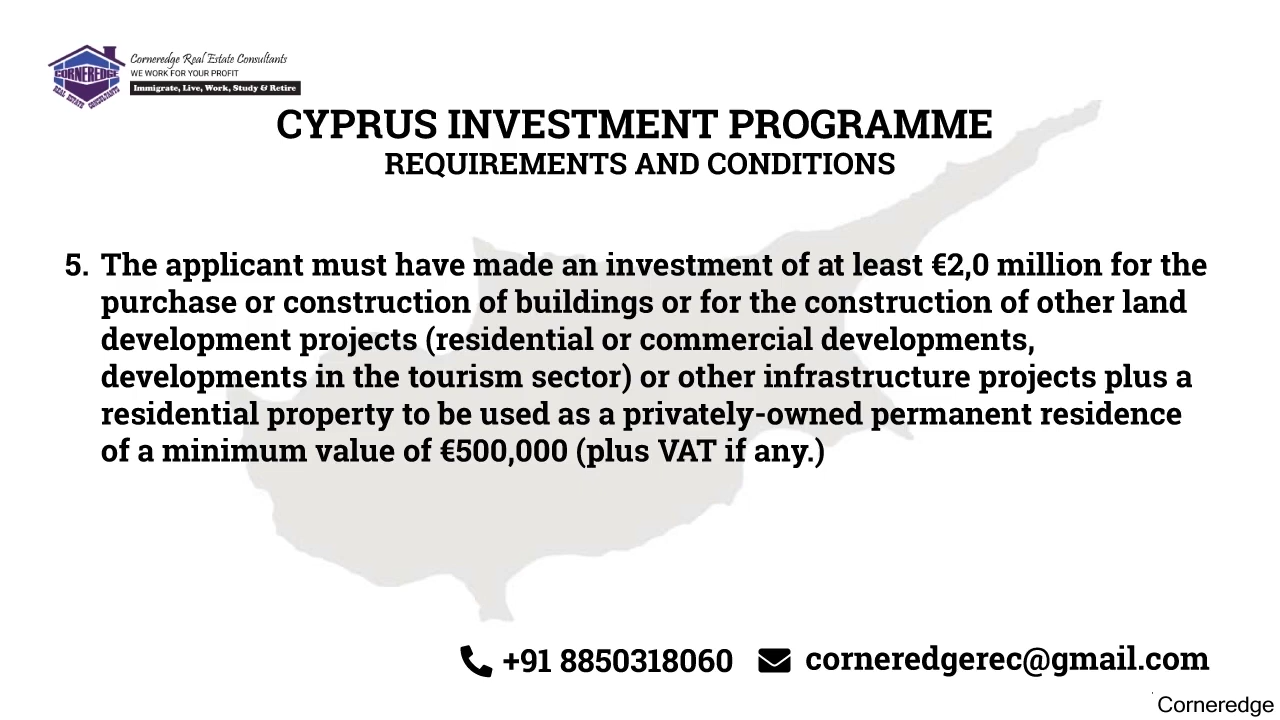 CORNEREDGE
REAL ESTATE CONSULTANTS
Corneredge Real Estate Consultants
WE WORK FOR YOUR PROFIT
Immigrate, Live, Work, Study & Retire
CYPRUS INVESTMENT PROGRAMME
REQUIREMENTS AND CONDITIONS
5. The applicant must have made an investment of at least €2,0 million for the
purchase or construction of buildings or for the construction of other land
development projects (residential or commercial developments,
developments in the tourism sector) or other infrastructure projects plus a
residential property to be used as a privately-owned permanent residence
of a minimum value of €500,000 (plus VAT if any.)
+91 8850318060 corneredgerec@gmail.com
Corneredge